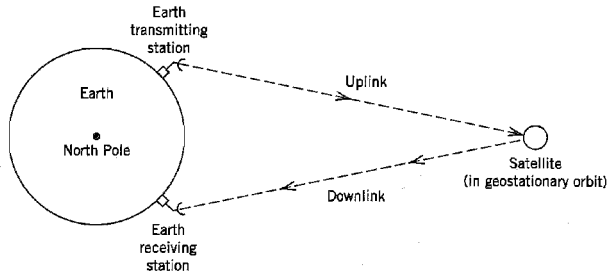 Earth
transmitting
station
Earth
North Pole
Uplink
Satellite
(in geostationary orbit)
Downlink
Earth
receiving
station